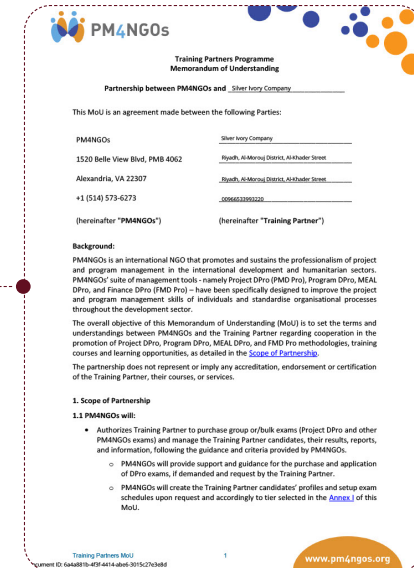 PM4NGOs
Training Partners Programme
Memorandum of Understanding
Partnership between PM4NGOs and Silver Ivory Company
This MoU is an agreement made between the following Parties:
PM4NGOs Silver Ivory Company
1520 Belle View Blvd, PMB 4062 Riyadh, Al-Morouj District, Al-Khader Street
Alexandria, VA 22307 Riyadh, Al-Morouj District, Al-Khader Street
+1 (514) 573-6273 00966533993220
(hereinafter "PM4NGOs") (hereinafter "Training Partner")
Background:
PM4NGOs is an international NGO that promotes and sustains the professionalism of project
and program management in the international development and humanitarian sectors.
PM4NGOs' suite of management tools - namely Project DPro (PMD Pro), Program DPro, MEAL
DPro, and Finance DPro (FMD Pro) – have been specifically designed to improve the project
and program management skills of individuals and standardise organisational processes
throughout the development sector.
The overall objective of this Memorandum of Understanding (MoU) is to set the terms and
understandings between PM4NGOs and the Training Partner regarding cooperation in the
promotion of Project DPro, Program DPro, MEAL DPro, and FMD Pro methodologies, training
courses and learning opportunities, as detailed in the Scope of Partnership.
The partnership does not represent or imply any accreditation, endorsement or certification
of the Training Partner, their courses, or services.
1. Scope of Partnership
1.1 PM4NGOs will:
• Authorizes Training Partner to purchase group/bulk exams (Project DPro and other
PM4NGOs exams) and manage the Training Partner candidates, their results, reports,
and information, following the guidance and criteria provided by PM4NGOs.
o PM4NGOs will provide support and guidance for the purchase and application
of DPro exams, if demanded and request by the Training Partner.
o PM4NGOs will create the Training Partner candidates' profiles and setup exam
schedules upon request and accordingly to tier selected in the Annex I of this
MoU.
Training Partners MoU 1
www.pm4ngos.org
cument ID: 6a4a881b-4f3f-4414-abe6-3015c27e3e8d